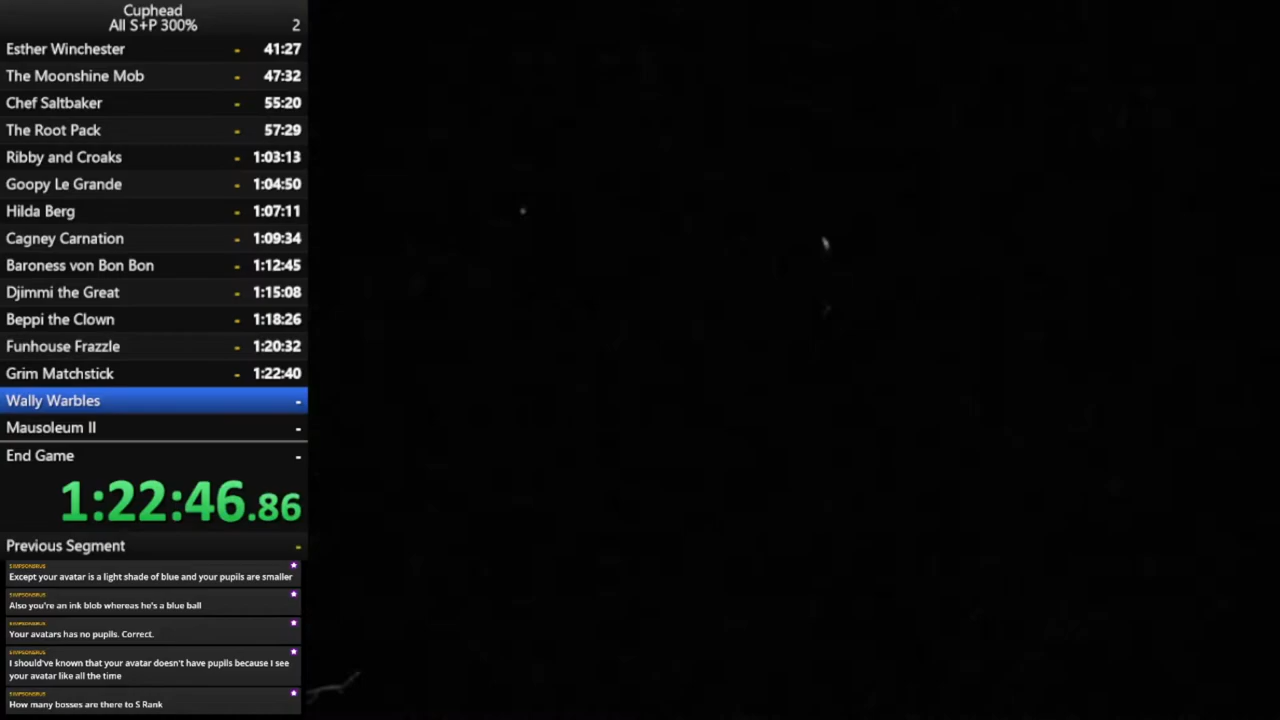 Cuphead
All S+P 300% 2
Esther Winchester - 41:27
The Moonshine Mob - 47:32
Chef Saltbaker - 55:20
The Root Pack - 57:29
Ribby and Croaks - 1:03:13
Goopy Le Grande - 1:04:50
Hilda Berg - 1:07:11
Cagney Carnation - 1:09:34
Baroness von Bon Bon - 1:12:45
Djimmi the Great - 1:15:08
Beppi the Clown - 1:18:26
Funhouse Frazzle - 1:20:32
Grim Matchstick - 1:22:40
Wally Warbles -
Mausoleum II -
End Game -
1:22:46.86
Previous Segment -
Except your avatar is a light shade of blue and your pupils are smaller
Also you're an ink blob whereas he's a blue ball
Your avatars has no pupils. Correct.
I should've known that your avatar doesn't have pupils because I see
your avatar like all the time
How many bosses are there to S Rank